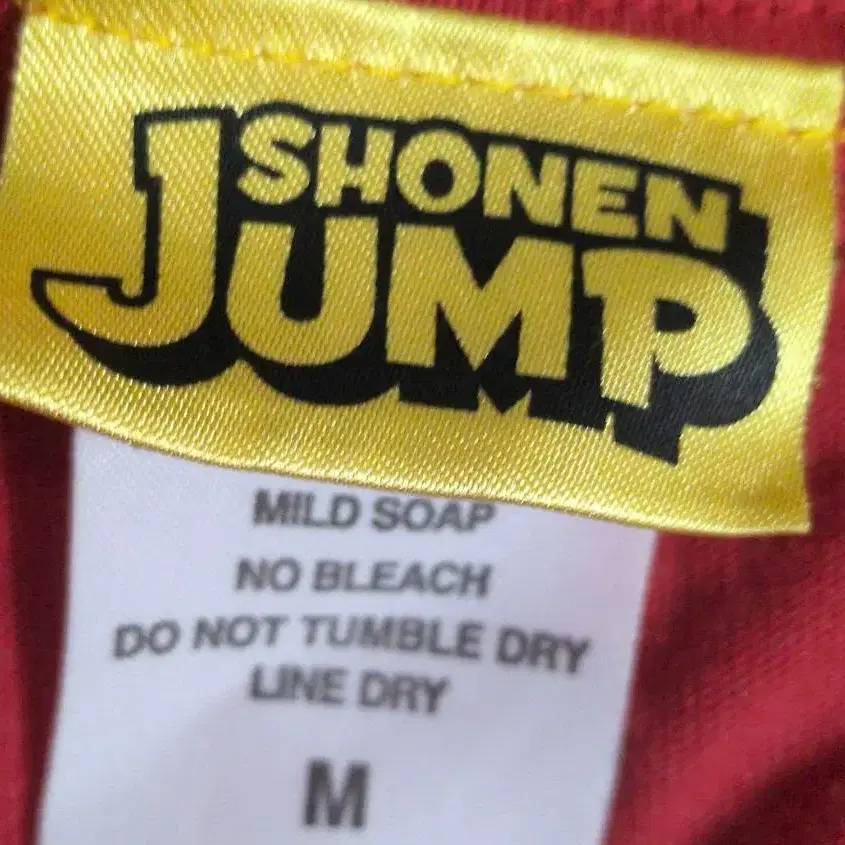 SHONEN
JUMP
MILD SOAP
NO BLEACH
DO NOT TUMBLE DRY
LINE DRY
M